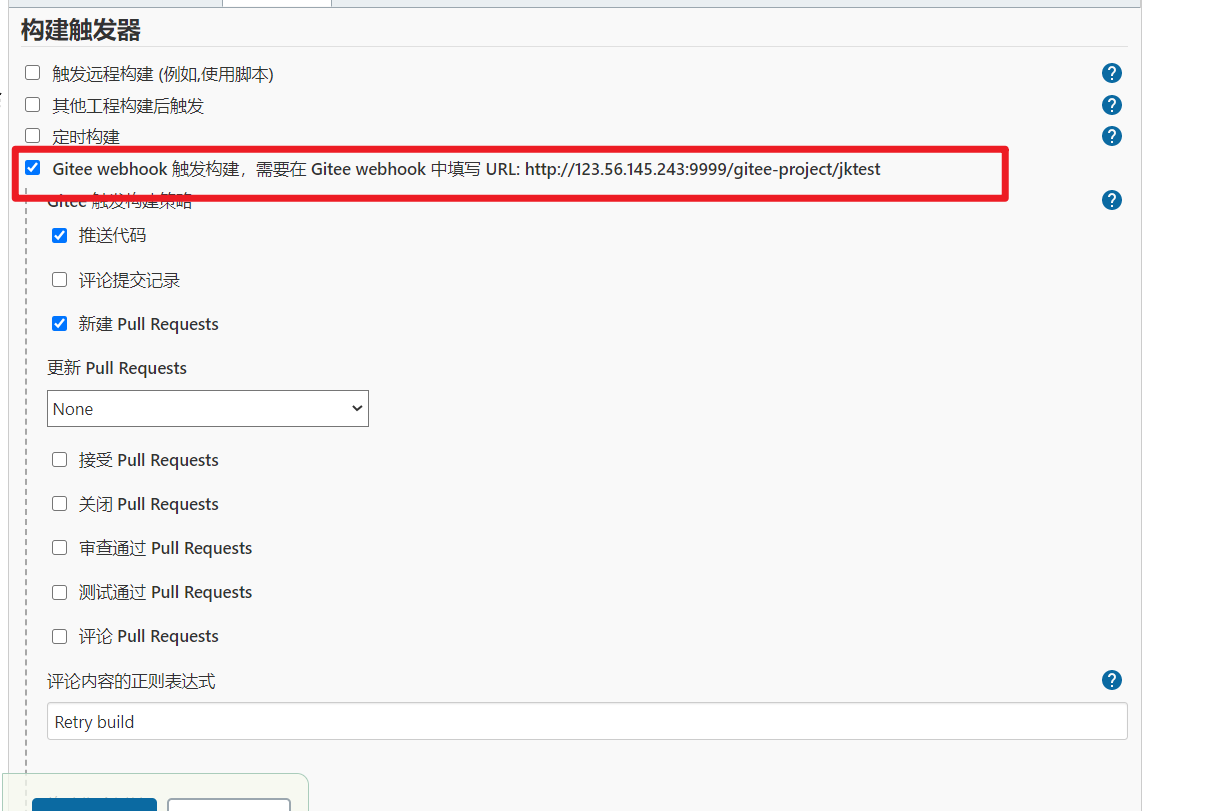 构建触发器
触发远程构建 (例如,使用脚本)
其他工程构建后触发
定时构建
Gitee webhook 触发构建，需要在 Gitee webhook 中填写 URL: http://123.56.145.243:9999/gitee-project/jktest
Gitee 触发构建策略
推送代码
评论提交记录
新建 Pull Requests
更新 Pull Requests
None
接受 Pull Requests
关闭 Pull Requests
审查通过 Pull Requests
测试通过 Pull Requests
评论 Pull Requests
评论内容的正则表达式
Retry build